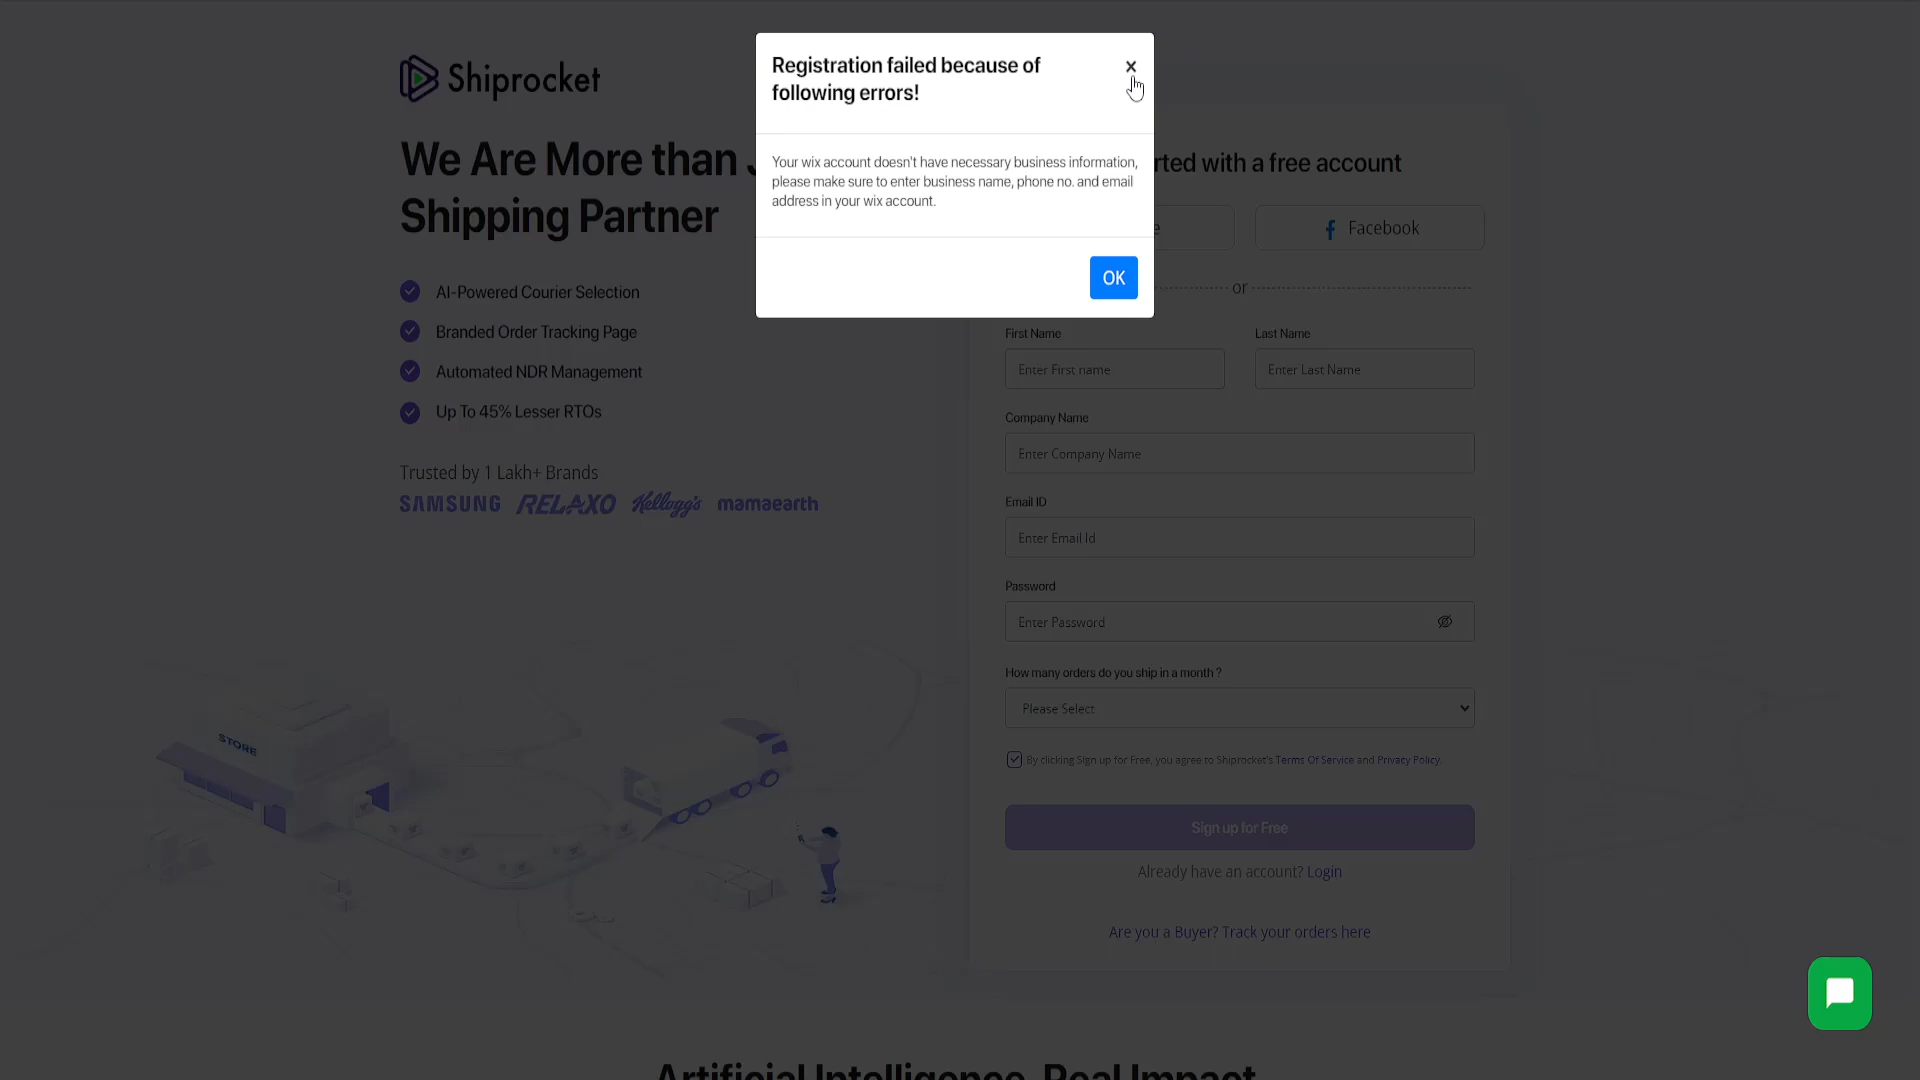 Shiprocket
We Are More than J
Shipping Partner
AI-Powered Courier Selection
Branded Order Tracking Page
Automated NDR Management
Up To 45% Lesser RTOs
Trusted by 1 Lakh+ Brands
SAMSUNG RELAXO Kellogg's mamaearth
STORE
Registration failed because of
following errors!
Your wix account doesn't have necessary business information,
please make sure to enter business name, phone no. and email
address in your wix account.
OK
rted with a free account
e
Facebook
or
First Name
Last Name
Enter First name
Enter Last Name
Company Name
Enter Company Name
Email ID
Enter Email Id
Password
Enter Password
How many orders do you ship in a month ?
Please Select
By clicking Sign up for Free, you agree to Shiprocket's Terms Of Service and Privacy Policy.
Sign up for Free
Already have an account? Login
Are you a Buyer? Track your orders here
Artificial Intelligence. Real Impact